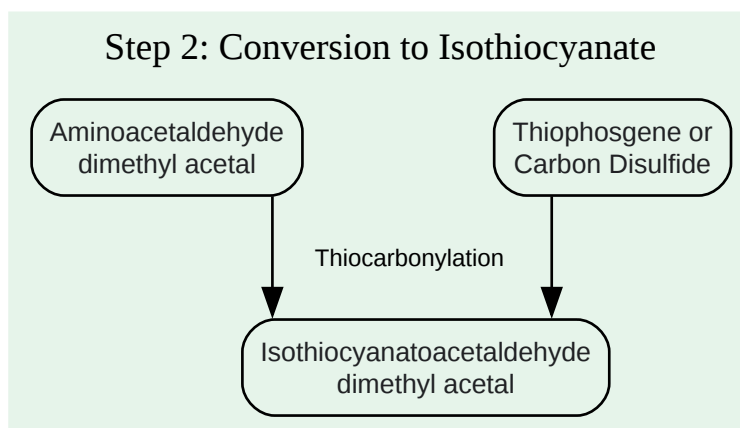 Step 2: Conversion to Isothiocyanate
Aminoacetaldehyde
dimethyl acetal
Thiophosgene or
Carbon Disulfide
Thiocarbonylation
Isothiocyanatoacetaldehyde
dimethyl acetal